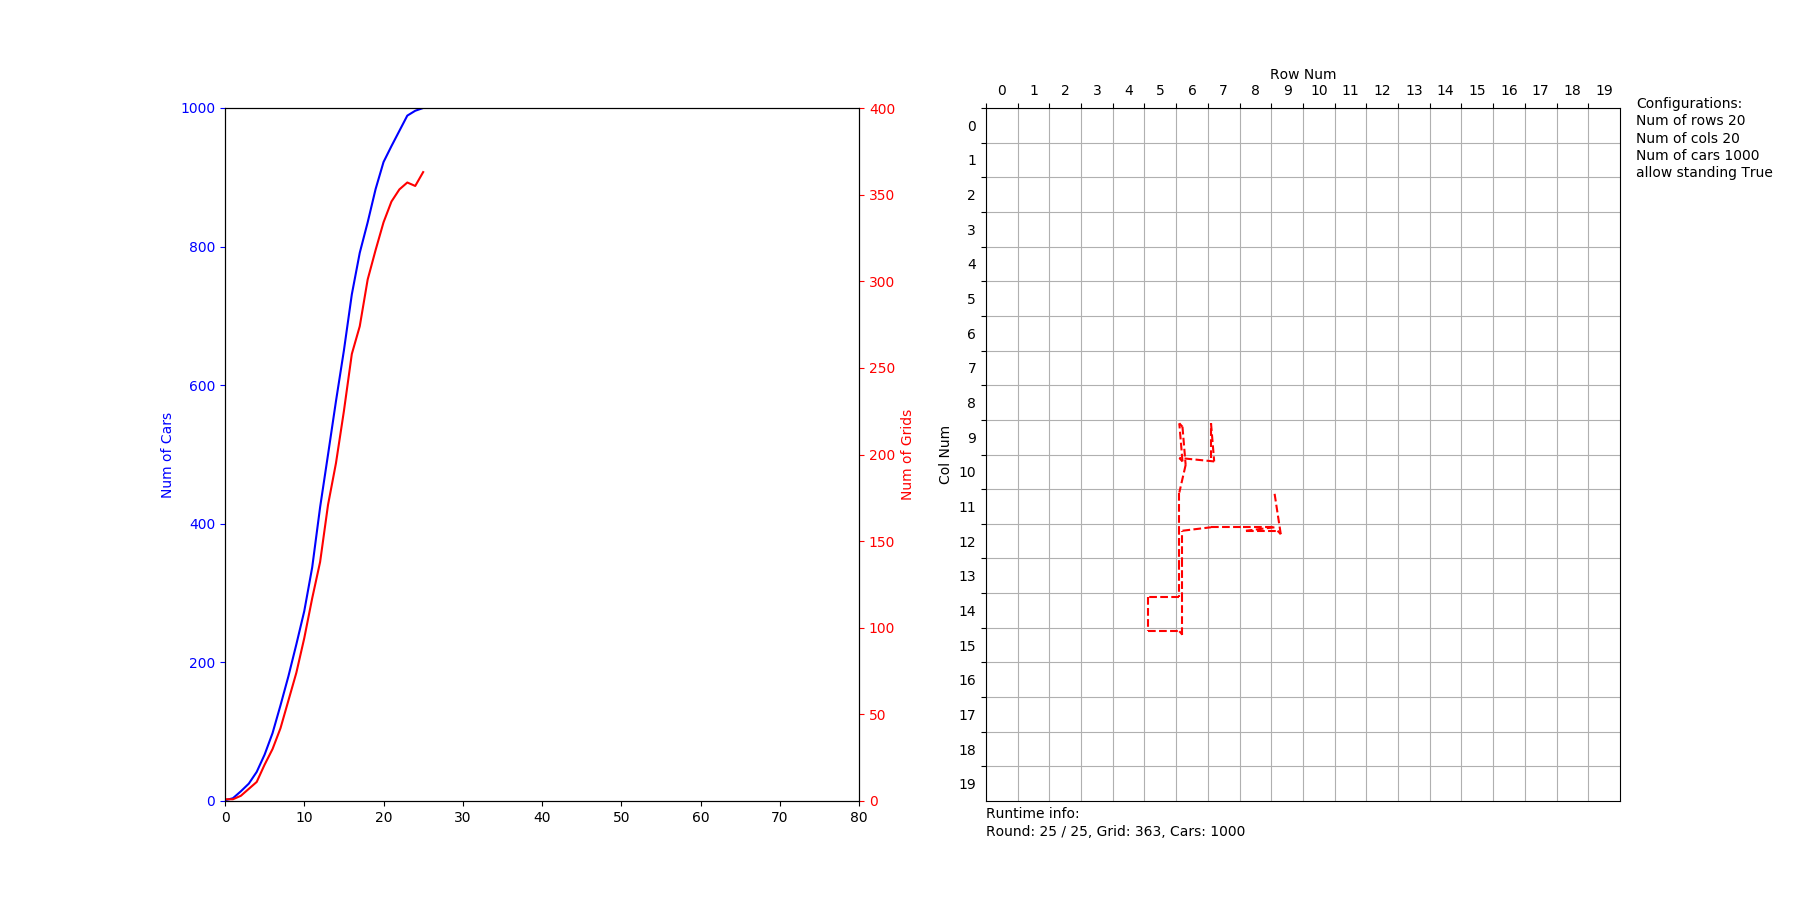 Row Num
0 1 2 3 4 5 6 7 8 9 10 11 12 13 14 15 16 17 18 19
1000
800
600
400
200
0
Num of Cars
0 10 20 30 40 50 60 70 80
400
350
300
250
200
150
100
50
0
Num of Grids
Col Num
0
1
2
3
4
5
6
7
8
9
10
11
12
13
14
15
16
17
18
19
Configurations:
Num of rows 20
Num of cols 20
Num of cars 1000
allow standing True
Runtime info:
Round: 25 / 25, Grid: 363, Cars: 1000